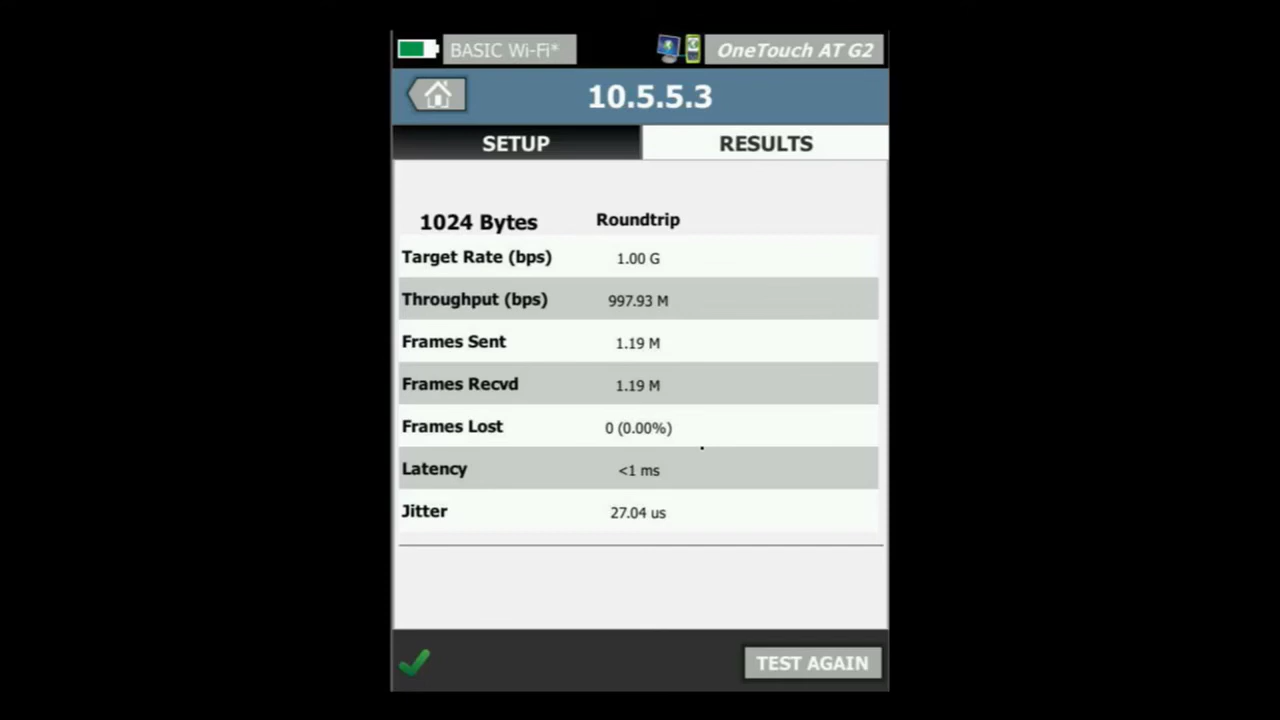 BASIC Wi-Fi* OneTouch AT G2
10.5.5.3
SETUP RESULTS
1024 Bytes Roundtrip
Target Rate (bps) 1.00 G
Throughput (bps) 997.93 M
Frames Sent 1.19 M
Frames Recvd 1.19 M
Frames Lost 0 (0.00%)
Latency <1 ms
Jitter 27.04 us
TEST AGAIN